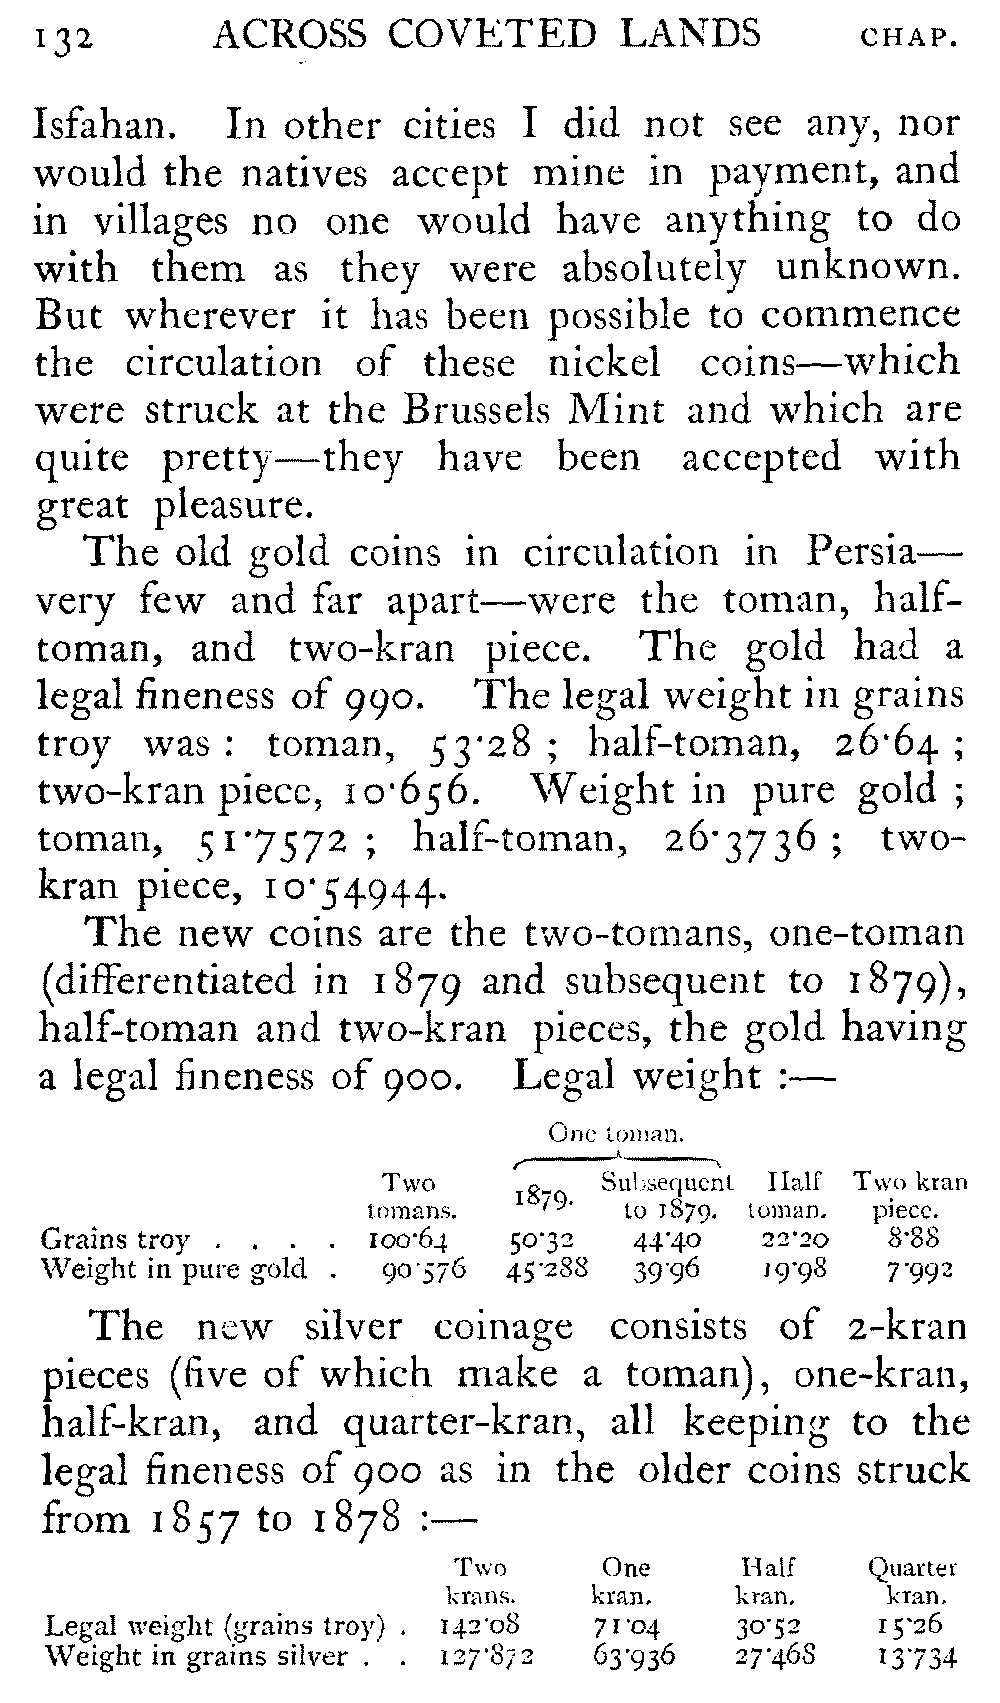 132 ACROSS COVETED LANDS CHAP.
Isfahan. In other cities I did not see any, nor
would the natives accept mine in payment, and
in villages no one would have anything to do
with them as they were absolutely unknown.
But wherever it has been possible to commence
the circulation of these nickel coins—which
were struck at the Brussels Mint and which are
quite pretty—they have been accepted with
great pleasure.
The old gold coins in circulation in Persia—
very few and far apart—were the toman, half-
toman, and two-kran piece. The gold had a
legal fineness of 990. The legal weight in grains
troy was : toman, 53·28 ; half-toman, 26·64 ;
two-kran piece, 10·656. Weight in pure gold ;
toman, 51·7572 ; half-toman, 26·3736 ; two-
kran piece, 10·54944.
The new coins are the two-tomans, one-toman
(differentiated in 1879 and subsequent to 1879),
half-toman and two-kran pieces, the gold having
a legal fineness of 900. Legal weight :—
One toman.
Two 1879. Subsequent Half Two kran
tomans. to 1879. toman. piece.
Grains troy . . . . 100·64 50·32 44·40 22·20 8·88
Weight in pure gold . 90·576 45·288 39·96 19·98 7·992
The new silver coinage consists of 2-kran
pieces (five of which make a toman), one-kran,
half-kran, and quarter-kran, all keeping to the
legal fineness of 900 as in the older coins struck
from 1857 to 1878 :—
Two One Half Quarter
krans. kran. kran. kran.
Legal weight (grains troy) . 142·08 71·04 30·52 15·26
Weight in grains silver . . 127·872 63·936 27·468 13·734